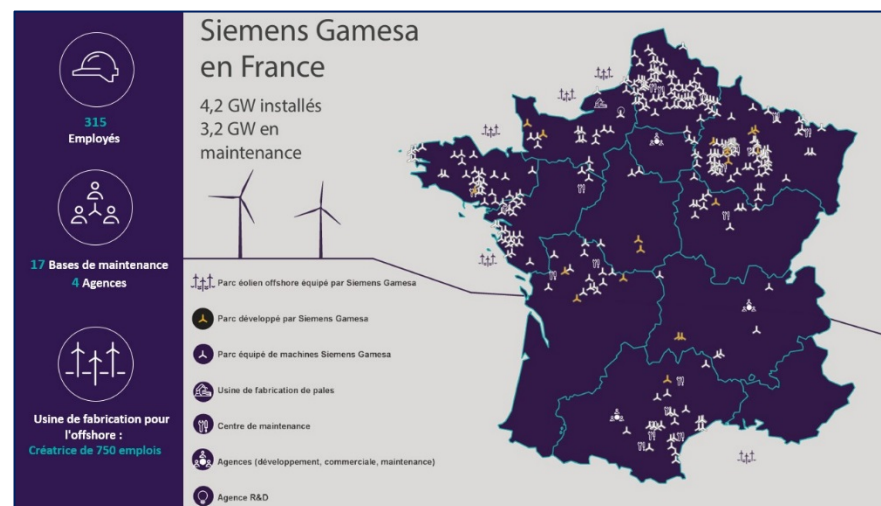 315
Employés
17 Bases de maintenance
4 Agences
Usine de fabrication pour
l'offshore :
Créatrice de 750 emplois
Siemens Gamesa
en France
4,2 GW installés
3,2 GW en
maintenance
Parc éolien offshore équipé par Siemens Gamesa
Parc développé par Siemens Gamesa
Parc équipé de machines Siemens Gamesa
Usine de fabrication de pales
Centre de maintenance
Agences (développement, commerciale, maintenance)
Agence R&D